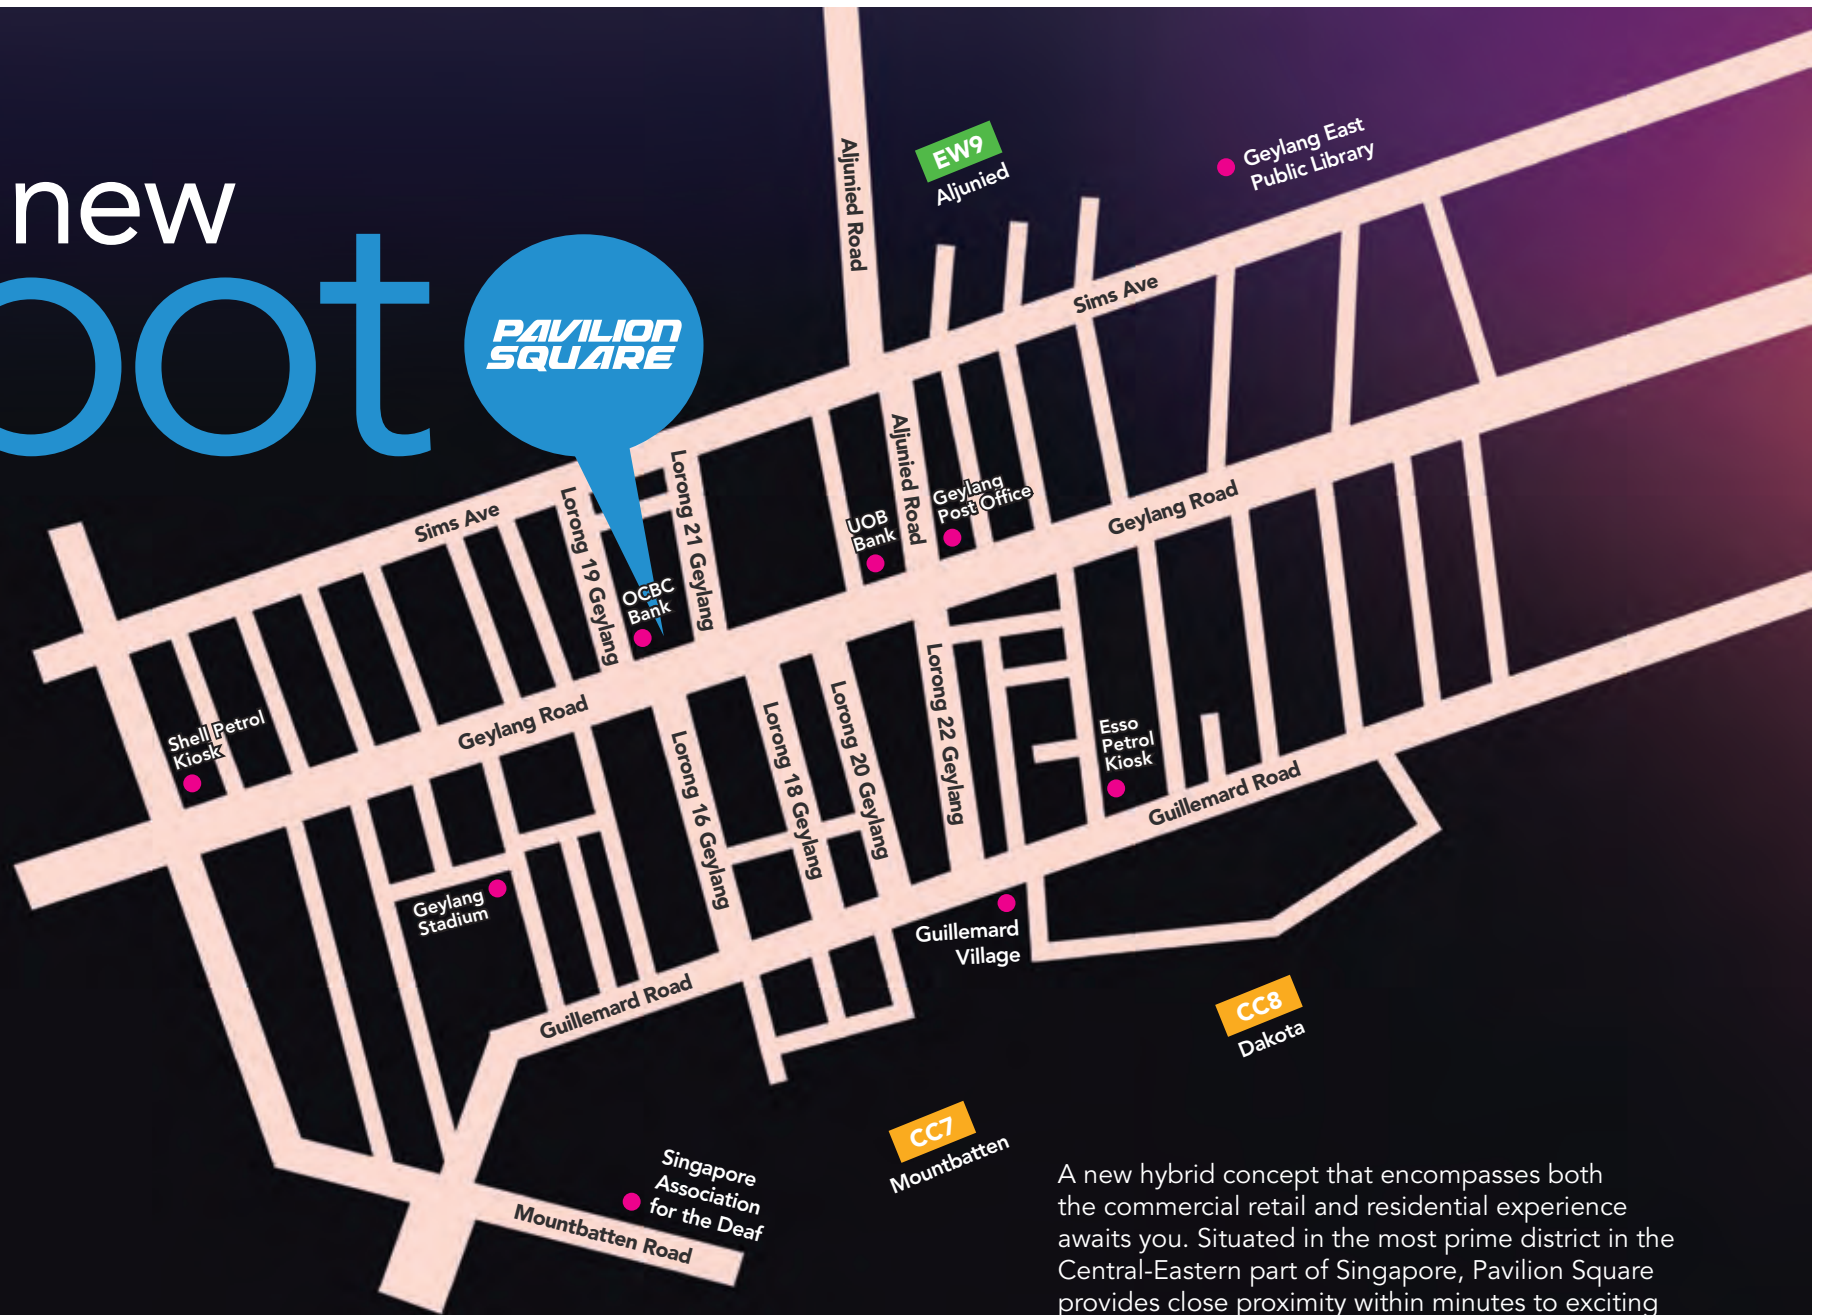 new
oot
PAVILION
SQUARE
Aljunied Road
EW9
Aljunied
Geylang East
Public Library
Sims Ave
Sims Ave
Lorong 19 Geylang
Lorong 21 Geylang
OCBC
Bank
UOB
Bank
Aljunied Road
Geylang
Post Office
Geylang Road
Geylang Road
Shell Petrol
Kiosk
Lorong 16 Geylang
Lorong 18 Geylang
Lorong 20 Geylang
Lorong 22 Geylang
Esso
Petrol
Kiosk
Guillemard Road
Geylang
Stadium
Guillemard
Village
Guillemard Road
CC8
Dakota
CC7
Mountbatten
Singapore
Association
for the Deaf
Mountbatten Road
A new hybrid concept that encompasses both
the commercial retail and residential experience
awaits you. Situated in the most prime district in the
Central-Eastern part of Singapore, Pavilion Square
provides close proximity within minutes to exciting